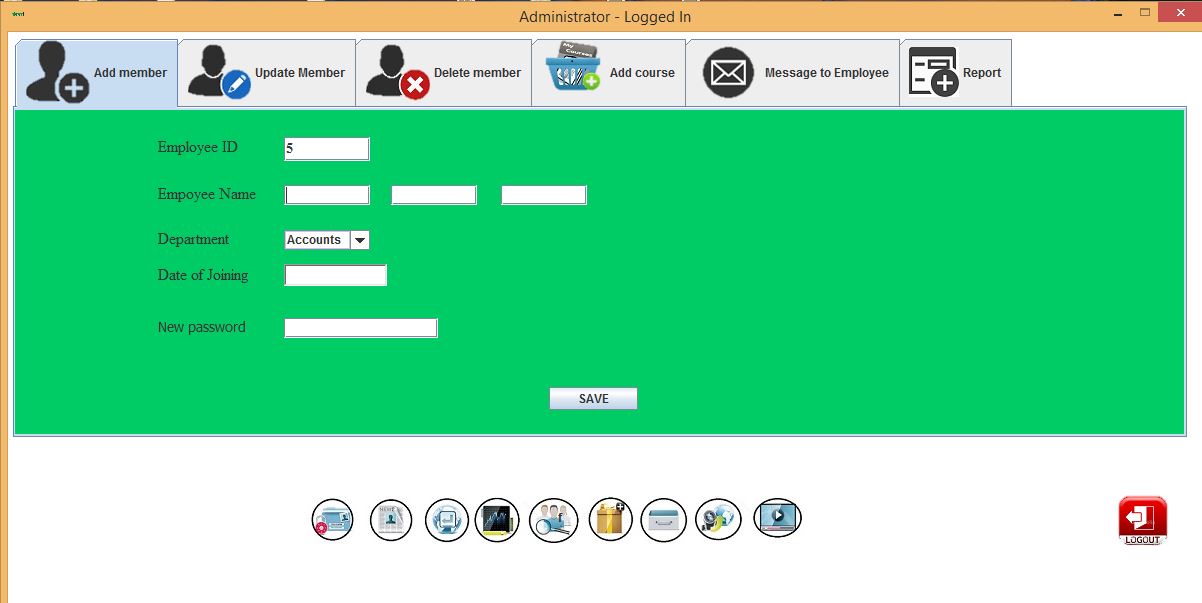 Administrator - Logged In
Add member
Update Member
Delete member
My Courses
Add course
Message to Employee
Report
Employee ID
5
Empoyee Name
Department
Accounts
Date of Joining
New password
SAVE
LOGOUT